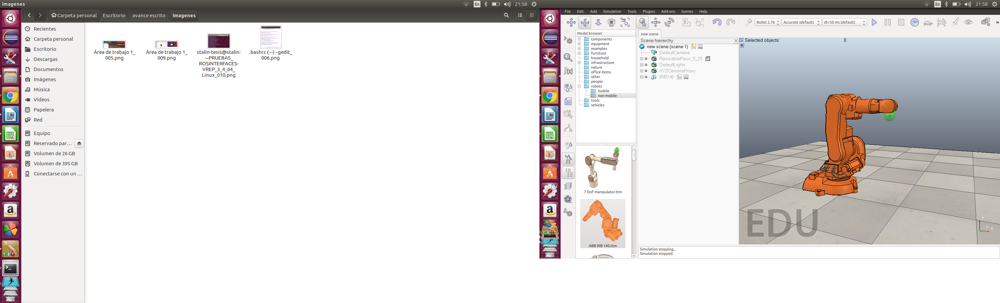 imagenes
En
21:58
Carpeta personal
Escritorio
avance escrito
imagenes
Recientes
Carpeta personal
Escritorio
Descargas
Documentos
Imágenes
Música
Vídeos
Papelera
Red
Equipo
Reservado par...
Volumen de 26 GB
Volumen de 395 GB
Conectarse con un ...
Área de trabajo 1_
005.png
Área de trabajo 1_
009.png
stalin-tesis@stalin:
~-PRUEBAS_
ROSINTERFACES-
VREP_3_4_64_
Linux_010.png
.bashrc (~-) - gedit_
006.png
En
21:58
File Edit Add Simulation Tools Plugins Add-ons Scenes Help
Bullet 2.78
Accurate (default)
dt=50 ms (default)
»
f(x)
Model browser
components
equipment
examples
furniture
household
infrastructure
nature
office items
other
people
robots
mobile
non-mobile
tools
vehicles
7 DoF manipulator.ttm
ABB IRB 140.ttm
new scene
Scene hierarchy
new scene (scene 1)
DefaultCamera
ResizableFloor_5_25
DefaultLights
XYZCameraProxy
IRB140
Selected objects: 0
EDU
z
y
x
Simulation stopping...
Simulation stopped.